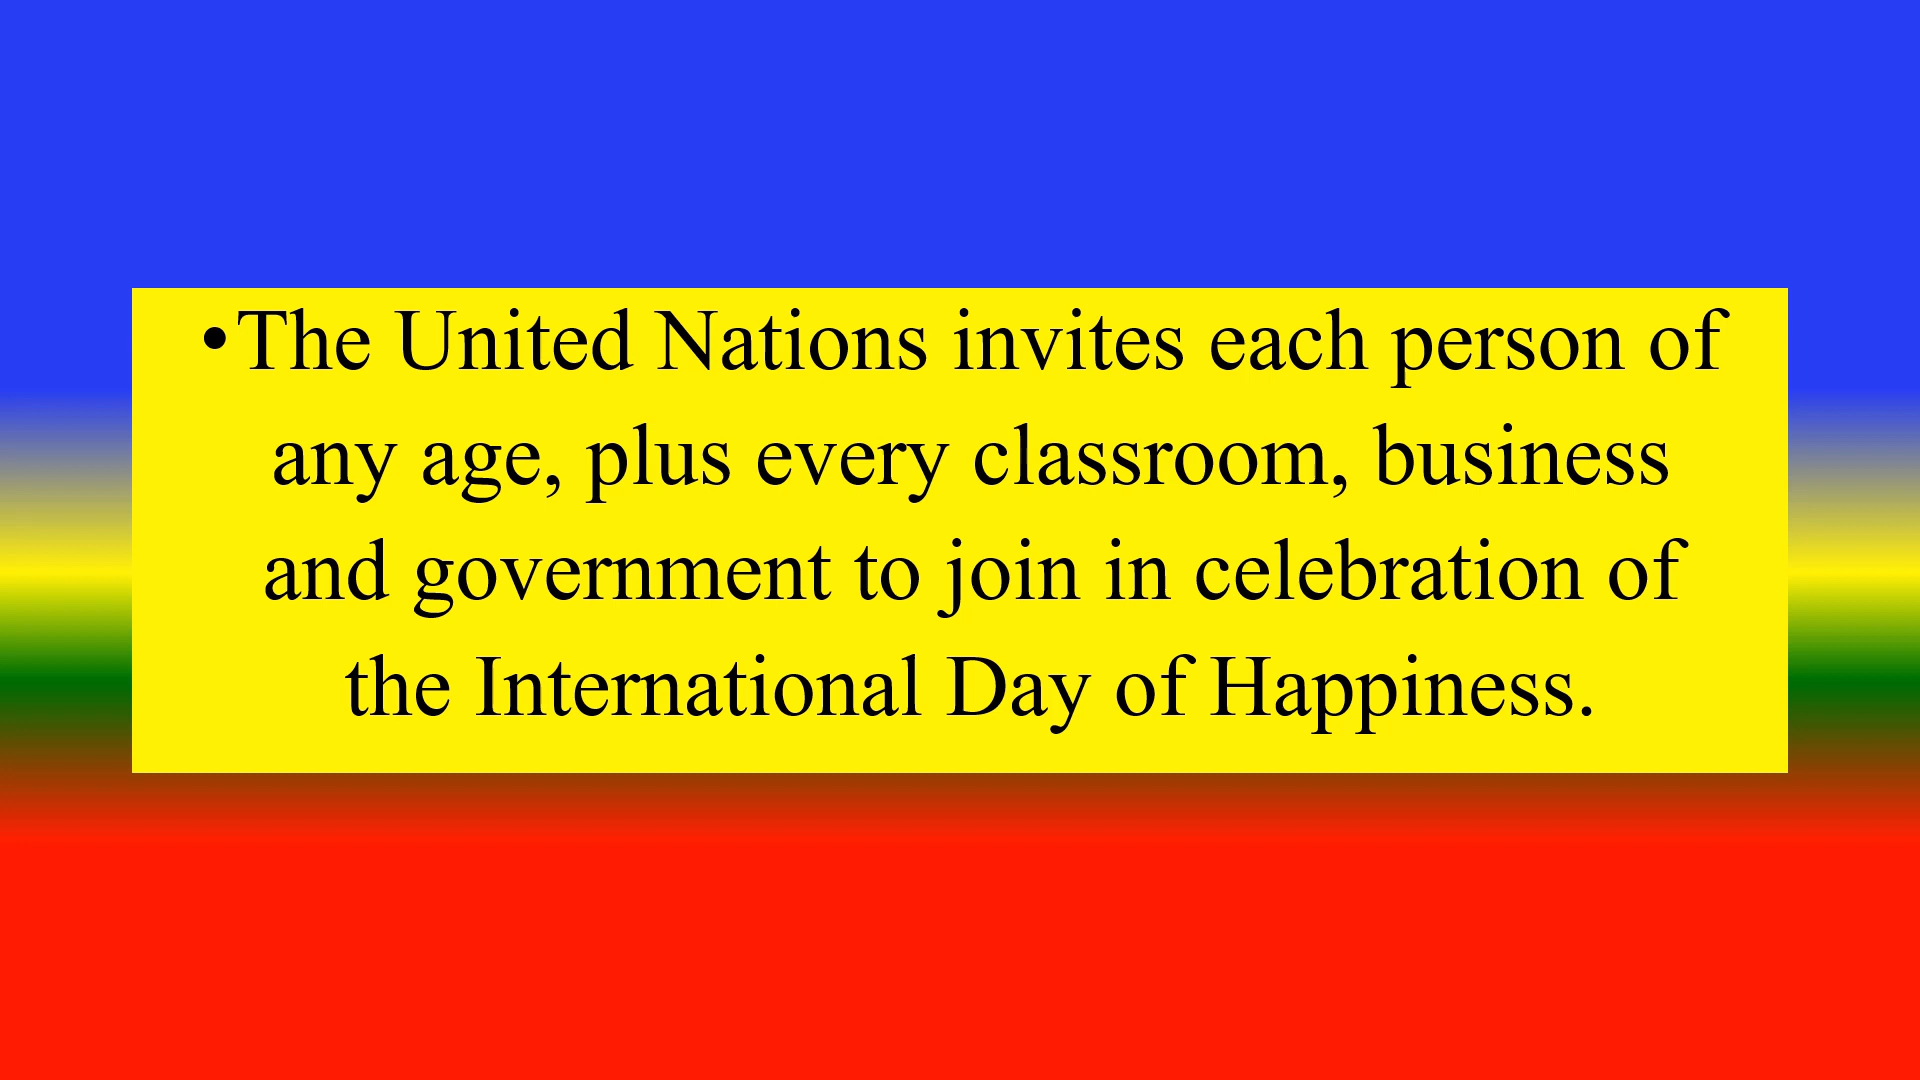 •The United Nations invites each person of
any age, plus every classroom, business
and government to join in celebration of
the International Day of Happiness.